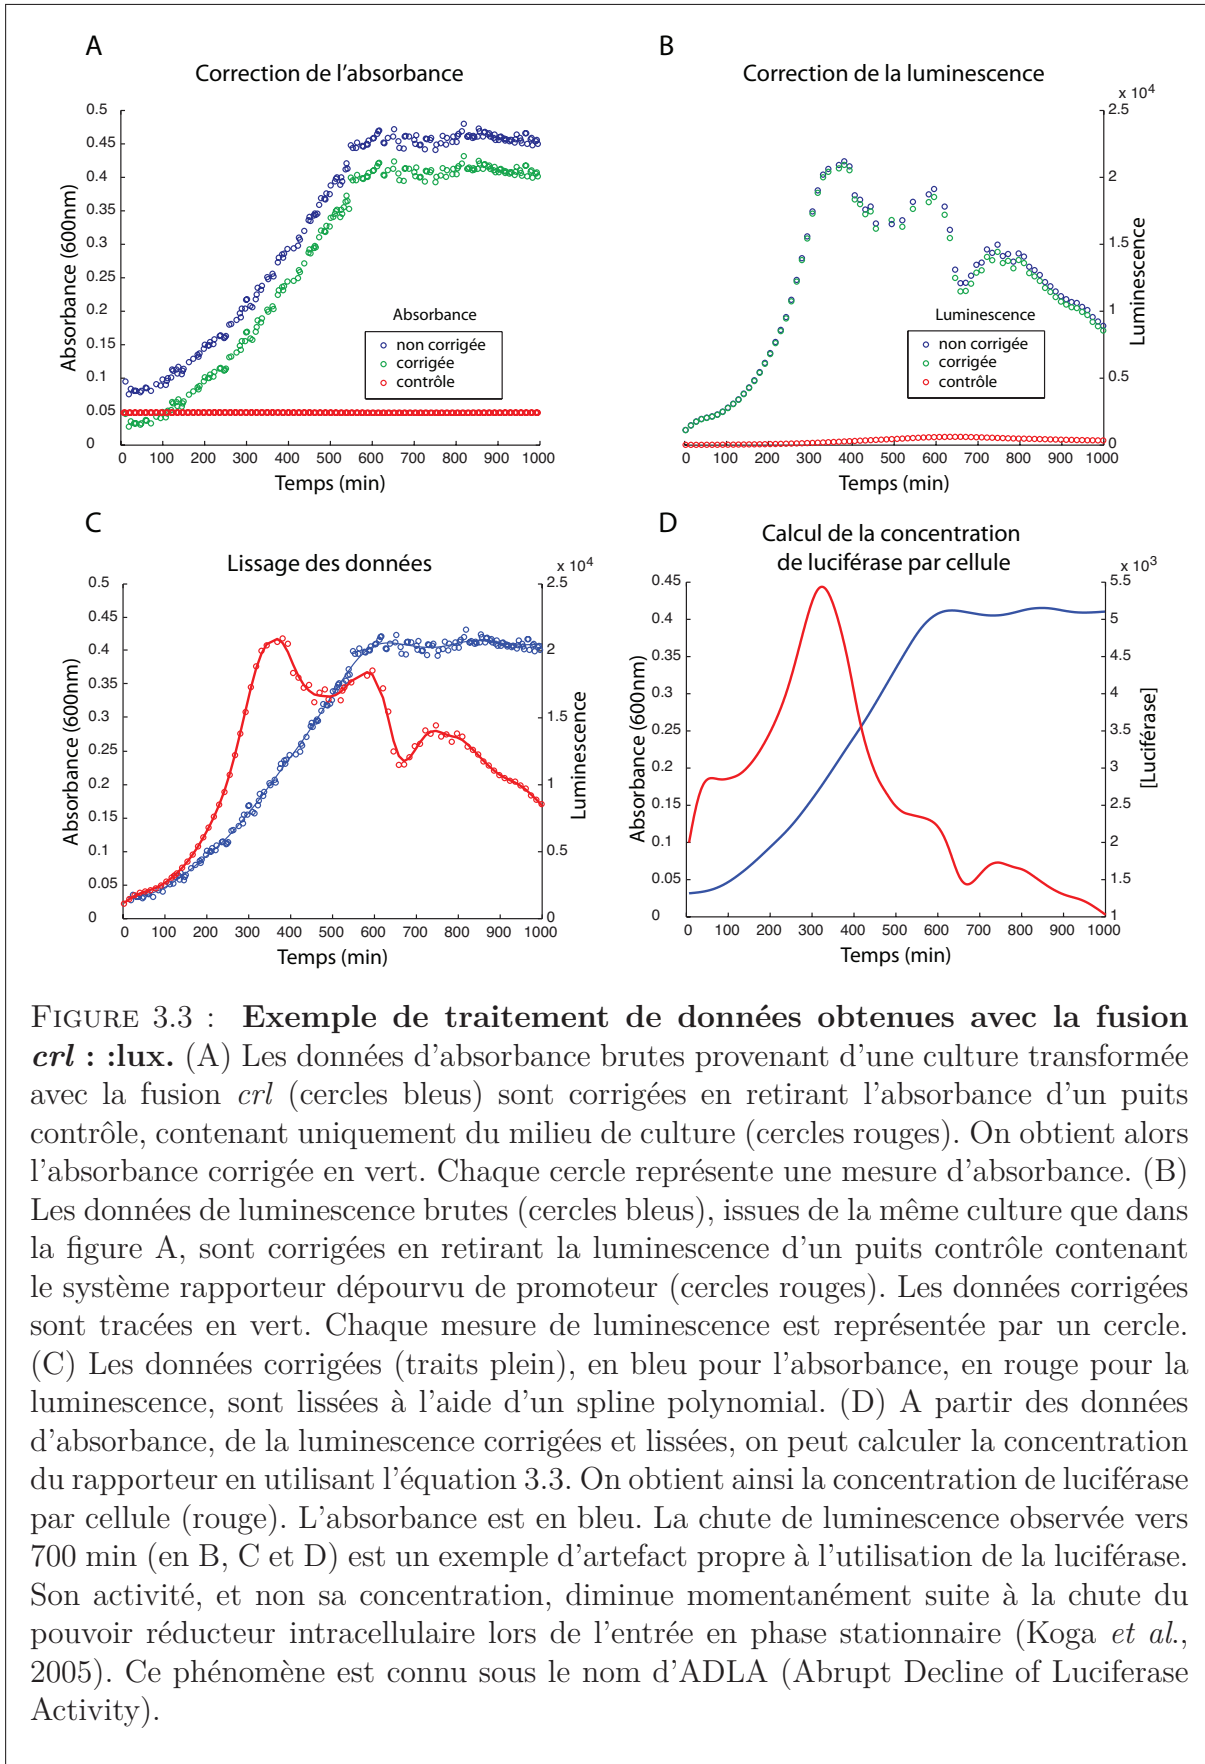 A
Correction de l'absorbance
0.5
0.45
0.4
0.35
0.3
0.25
0.2
0.15
0.1
0.05
0
Absorbance (600nm)
Absorbance
non corrigée
corrigée
contrôle
0 100 200 300 400 500 600 700 800 900 1000
Temps (min)
B
Correction de la luminescence
x 10⁴
2.5
2
1.5
1
0.5
0
Luminescence
Luminescence
non corrigée
corrigée
contrôle
0 100 200 300 400 500 600 700 800 900 1000
Temps (min)
C
Lissage des données
x 10⁴
0.5
0.45
0.4
0.35
0.3
0.25
0.2
0.15
0.1
0.05
0
Absorbance (600nm)
2.5
2
1.5
1
0.5
0
Luminescence
0 100 200 300 400 500 600 700 800 900 1000
Temps (min)
D
Calcul de la concentration
de luciférase par cellule
x 10³
0.45
0.4
0.35
0.3
0.25
0.2
0.15
0.1
0.05
0
Absorbance (600nm)
5.5
5
4.5
4
3.5
3
2.5
2
1.5
1
[Luciférase]
0 100 200 300 400 500 600 700 800 900 1000
Temps (min)
FIGURE 3.3 : Exemple de traitement de données obtenues avec la fusion
crl : :lux. (A) Les données d'absorbance brutes provenant d'une culture transformée
avec la fusion crl (cercles bleus) sont corrigées en retirant l'absorbance d'un puits
contrôle, contenant uniquement du milieu de culture (cercles rouges). On obtient alors
l'absorbance corrigée en vert. Chaque cercle représente une mesure d'absorbance. (B)
Les données de luminescence brutes (cercles bleus), issues de la même culture que dans
la figure A, sont corrigées en retirant la luminescence d'un puits contrôle contenant
le système rapporteur dépourvu de promoteur (cercles rouges). Les données corrigées
sont tracées en vert. Chaque mesure de luminescence est représentée par un cercle.
(C) Les données corrigées (traits plein), en bleu pour l'absorbance, en rouge pour la
luminescence, sont lissées à l'aide d'un spline polynomial. (D) A partir des données
d'absorbance, de la luminescence corrigées et lissées, on peut calculer la concentration
du rapporteur en utilisant l'équation 3.3. On obtient ainsi la concentration de luciférase
par cellule (rouge). L'absorbance est en bleu. La chute de luminescence observée vers
700 min (en B, C et D) est un exemple d'artefact propre à l'utilisation de la luciférase.
Son activité, et non sa concentration, diminue momentanément suite à la chute du
pouvoir réducteur intracellulaire lors de l'entrée en phase stationnaire (Koga et al.,
2005). Ce phénomène est connu sous le nom d'ADLA (Abrupt Decline of Luciferase
Activity).